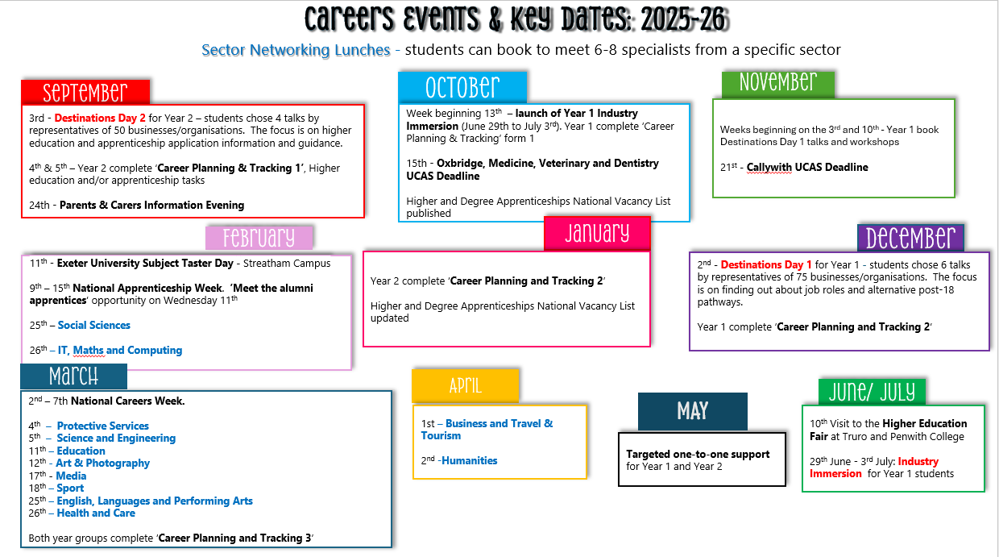 Careers Events & Key Dates: 2025-26
Sector Networking Lunches - students can book to meet 6-8 specialists from a specific sector
September
3rd - Destinations Day 2 for Year 2 – students chose 4 talks by
representatives of 50 businesses/organisations. The focus is on higher
education and apprenticeship application information and guidance.
4th & 5th – Year 2 complete ‘Career Planning & Tracking 1’, Higher
education and/or apprenticeship tasks
24th - Parents & Carers Information Evening
October
Week beginning 13th – launch of Year 1 Industry
Immersion (June 29th to July 3rd). Year 1 complete ‘Career
Planning & Tracking’ form 1
15th - Oxbridge, Medicine, Veterinary and Dentistry
UCAS Deadline
Higher and Degree Apprenticeships National Vacancy List
published
November
Weeks beginning on the 3rd and 10th - Year 1 book
Destinations Day 1 talks and workshops
21st - Callywith UCAS Deadline
February
11th - Exeter University Subject Taster Day - Streatham Campus
9th – 15th National Apprenticeship Week. ‘Meet the alumni
apprentices’ opportunity on Wednesday 11th
25th – Social Sciences
26th – IT, Maths and Computing
January
Year 2 complete ‘Career Planning and Tracking 2’
Higher and Degree Apprenticeships National Vacancy List
updated
December
2nd - Destinations Day 1 for Year 1 - students chose 6 talks
by representatives of 75 businesses/organisations. The focus
is on finding out about job roles and alternative post-18
pathways.
Year 1 complete ‘Career Planning and Tracking 2’
March
2nd – 7th National Careers Week.
4th – Protective Services
5th – Science and Engineering
11th – Education
12th - Art & Photography
17th - Media
18th – Sport
25th – English, Languages and Performing Arts
26th – Health and Care
Both year groups complete ‘Career Planning and Tracking 3’
April
1st – Business and Travel &
Tourism
2nd -Humanities
May
Targeted one-to-one support
for Year 1 and Year 2
June/ July
10th Visit to the Higher Education
Fair at Truro and Penwith College
29th June - 3rd July: Industry
Immersion for Year 1 students